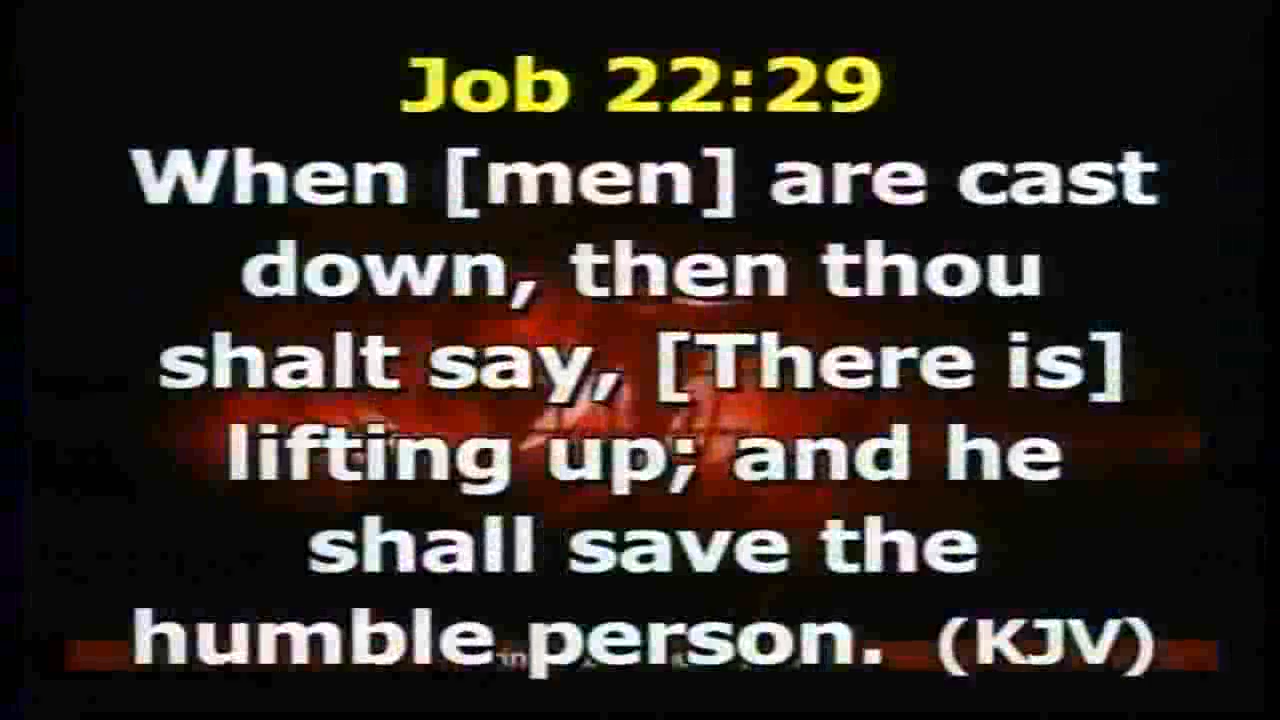 Job 22:29
When [men] are cast
down, then thou
shalt say, [There is]
lifting up; and he
shall save the
humble person. (KJV)
in